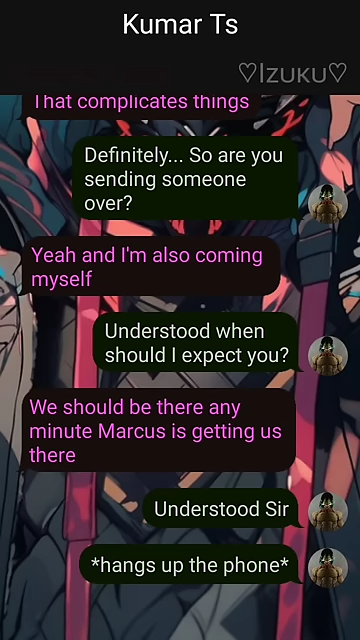 Kumar Ts
♡Izuku♡
That complicates things
Definitely... So are you
sending someone
over?
Yeah and I'm also coming
myself
Understood when
should I expect you?
We should be there any
minute Marcus is getting us
there
Understood Sir
*hangs up the phone*